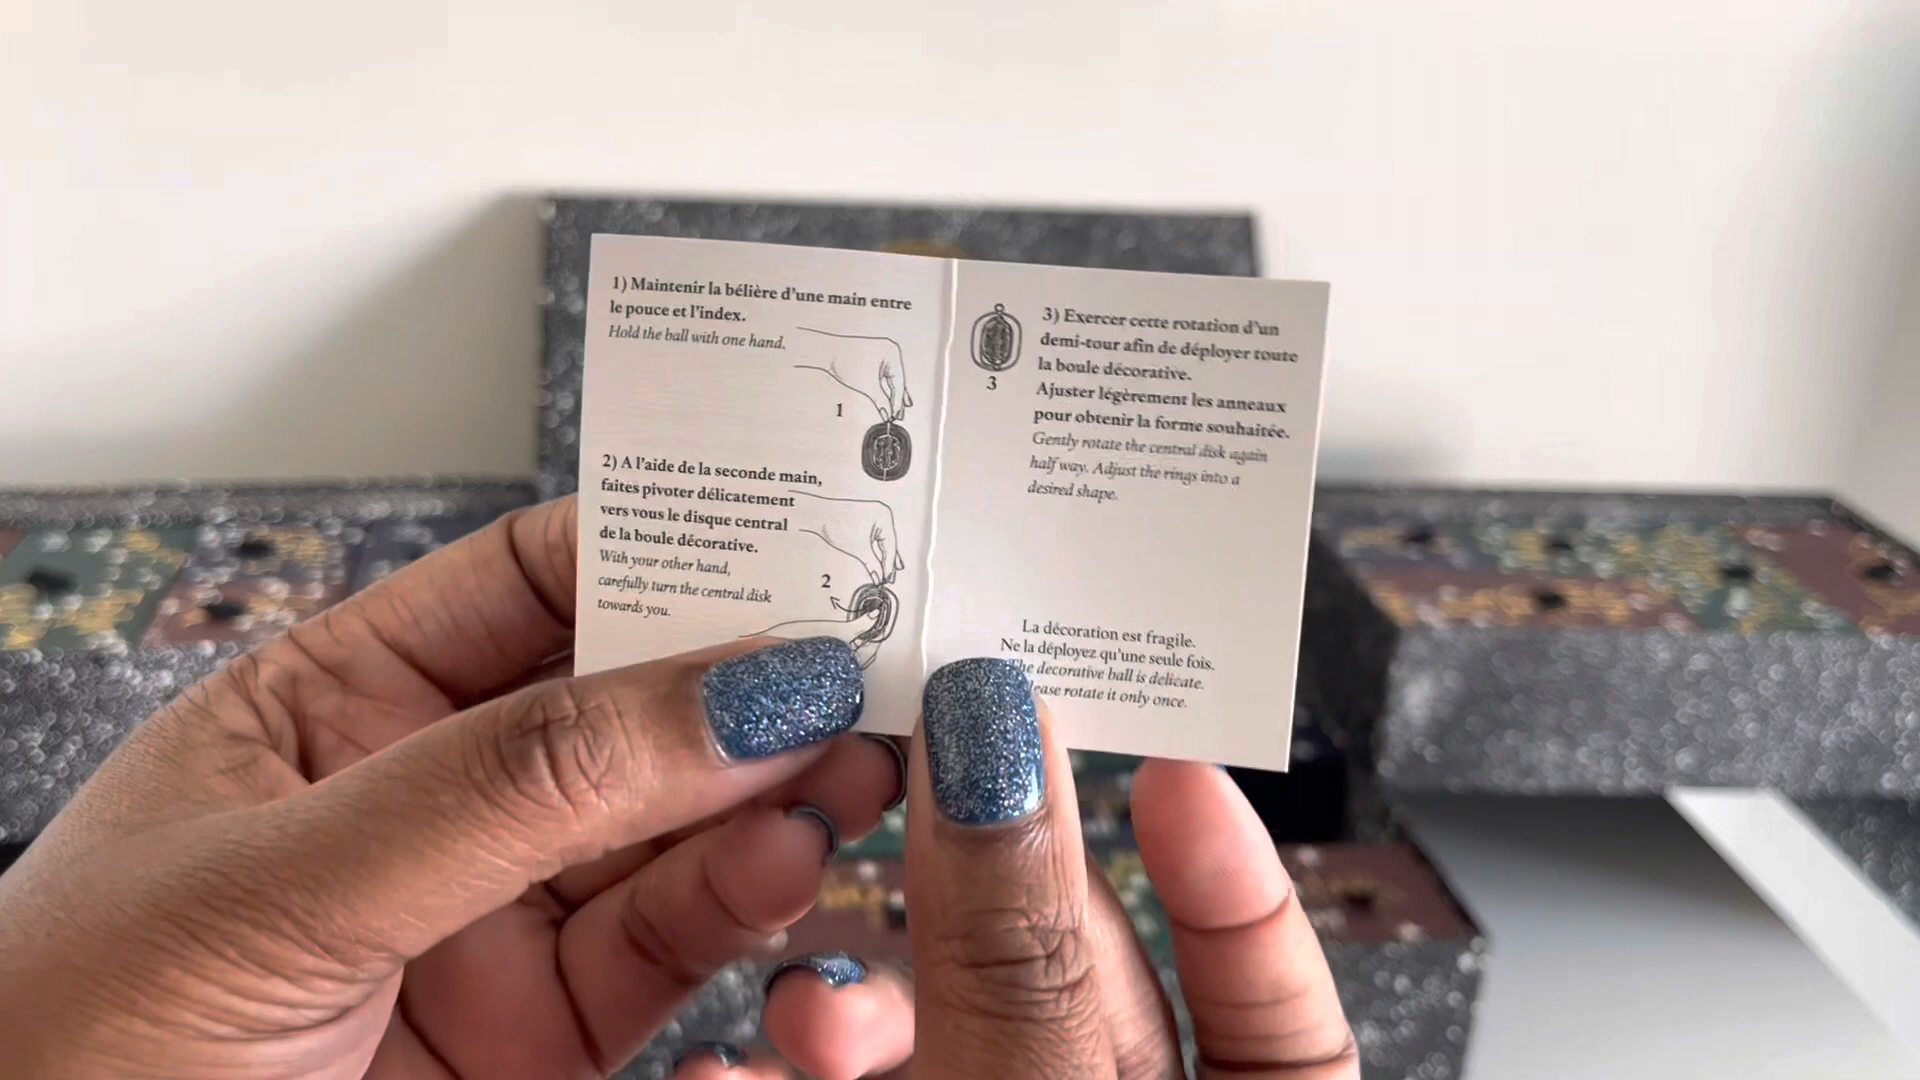 1) Maintenir la bélière d'une main entre
le pouce et l'index.
Hold the ball with one hand.
1
2) A l'aide de la seconde main,
faites pivoter délicatement
vers vous le disque central
de la boule décorative.
With your other hand,
carefully turn the central disk
towards you.
2
3
3) Exercer cette rotation d'un
demi-tour afin de déployer toute
la boule décorative.
Ajuster légèrement les anneaux
pour obtenir la forme souhaitée.
Gently rotate the central disk again
half way. Adjust the rings into a
desired shape.
La décoration est fragile.
Ne la déployez qu'une seule fois.
decorative ball is delicate.
rotate it only once.